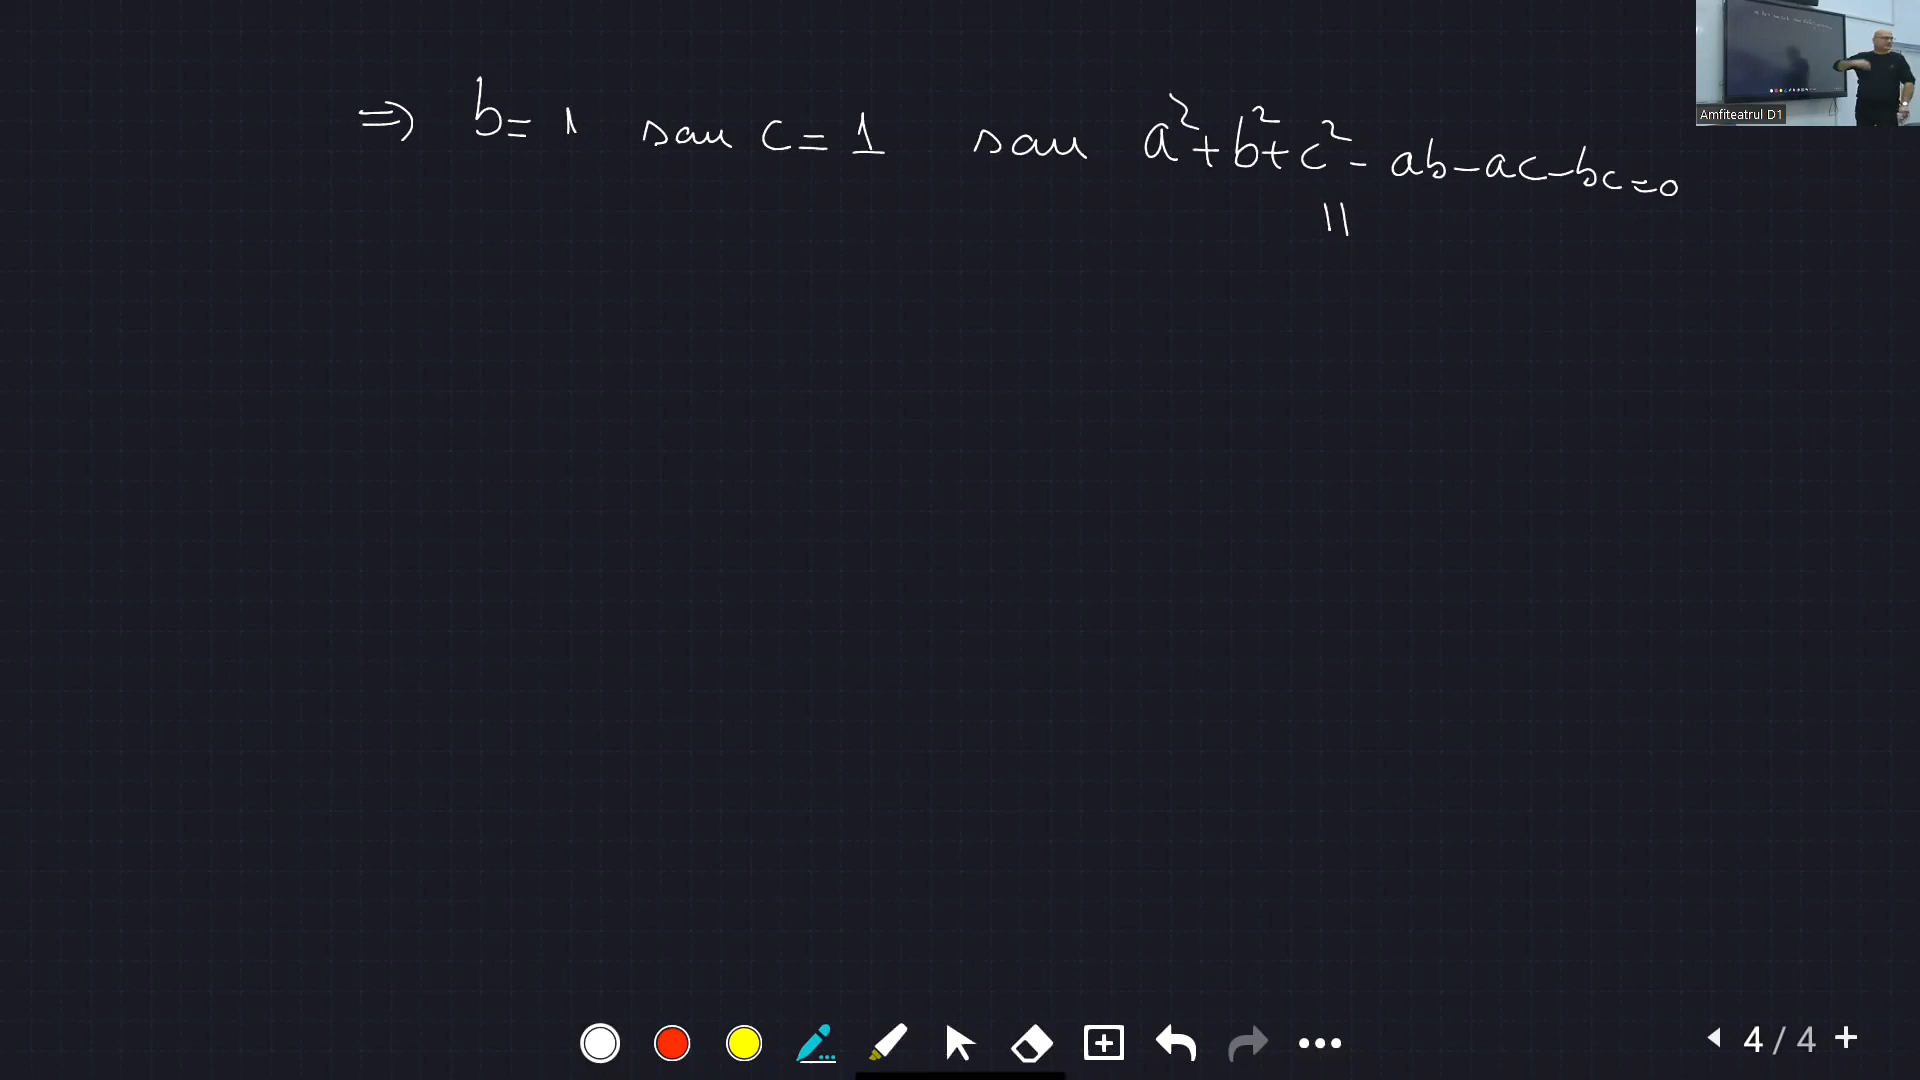 ⇒ b = 1 sau c = 1 sau a²+b²+c² - ab - ac - bc = 0
||
Amfiteatrul D1
4 / 4 +